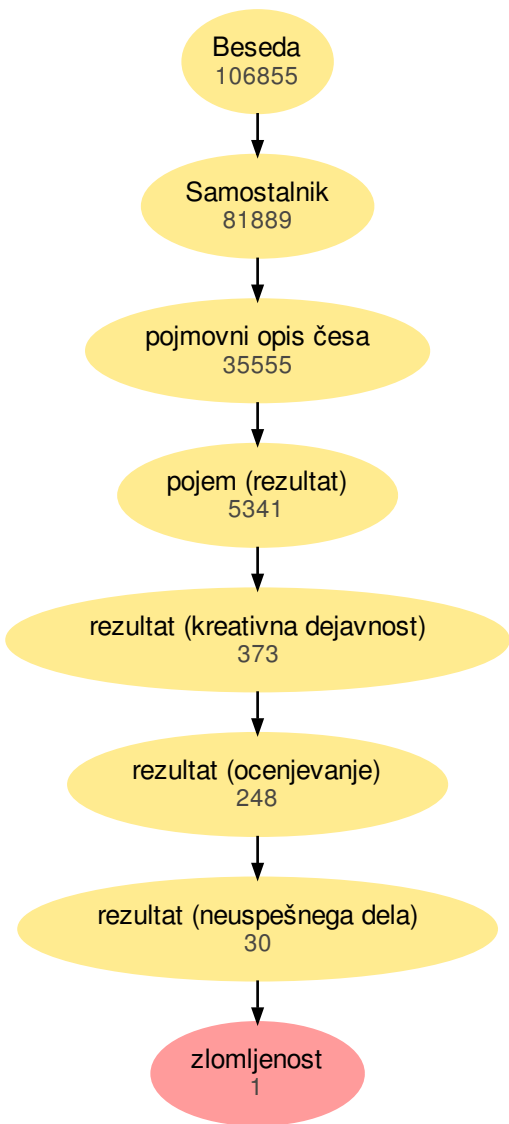 Beseda
106855
Samostalnik
81889
pojmovni opis česa
35555
pojem (rezultat)
5341
rezultat (kreativna dejavnost)
373
rezultat (ocenjevanje)
248
rezultat (neuspešnega dela)
30
zlomljenost
1